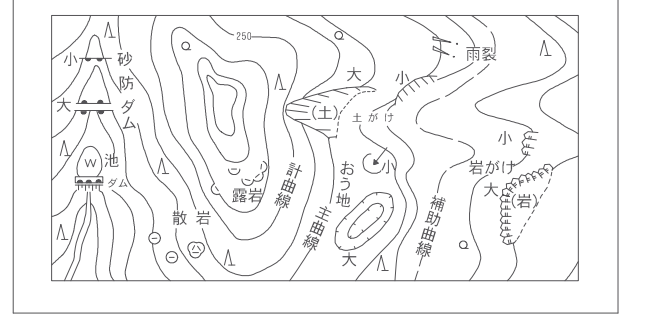 小 砂防ダム
大
250
大
小
雨裂
(土)
土がけ
小
岩がけ
大
(岩)
池
ダム
W
露岩
散岩
計曲線
主曲線
おう地
小
大
補助曲線
ハ